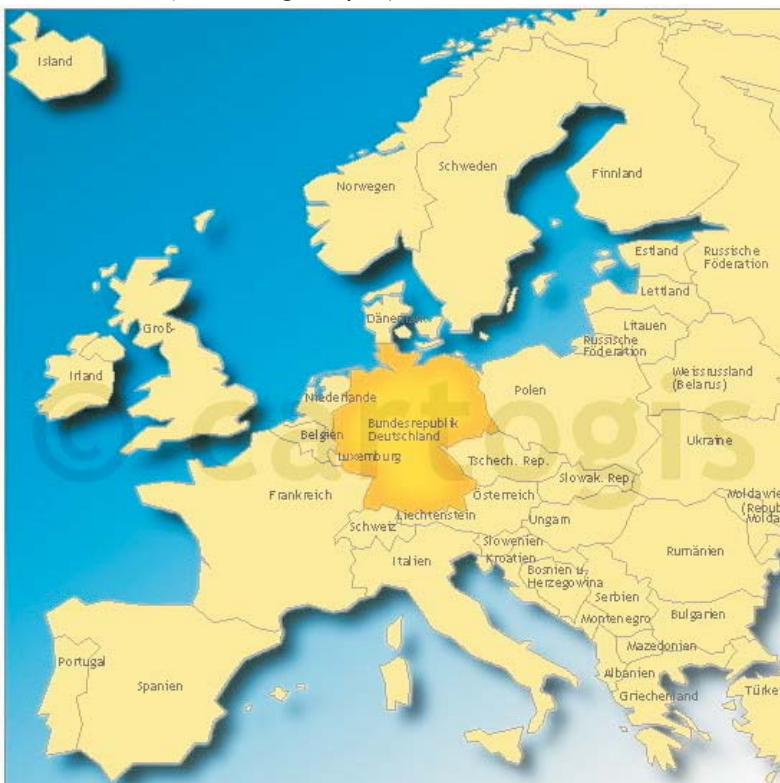 Island
Schweden
Norwegen
Finnland
Estland
Russische
Föderation
Lettland
Dänemark
Groß-
Litauen
Russische
Föderation
Irland
Weissrussland
(Belarus)
Niederlande
Polen
Bundesrepublik
Deutschland
Belgien
Ukraine
Luxemburg
Tschech. Rep.
© cartogis
Slowak. Rep.
Frankreich
Österreich
Liechtenstein
Schweiz
Ungarn
Slowenien
Kroatien
Italien
Rumänien
Bosnien u.
Herzegowina
Serbien
Montenegro
Bulgarien
Mazedonien
Portugal
Spanien
Albanien
Griechenland